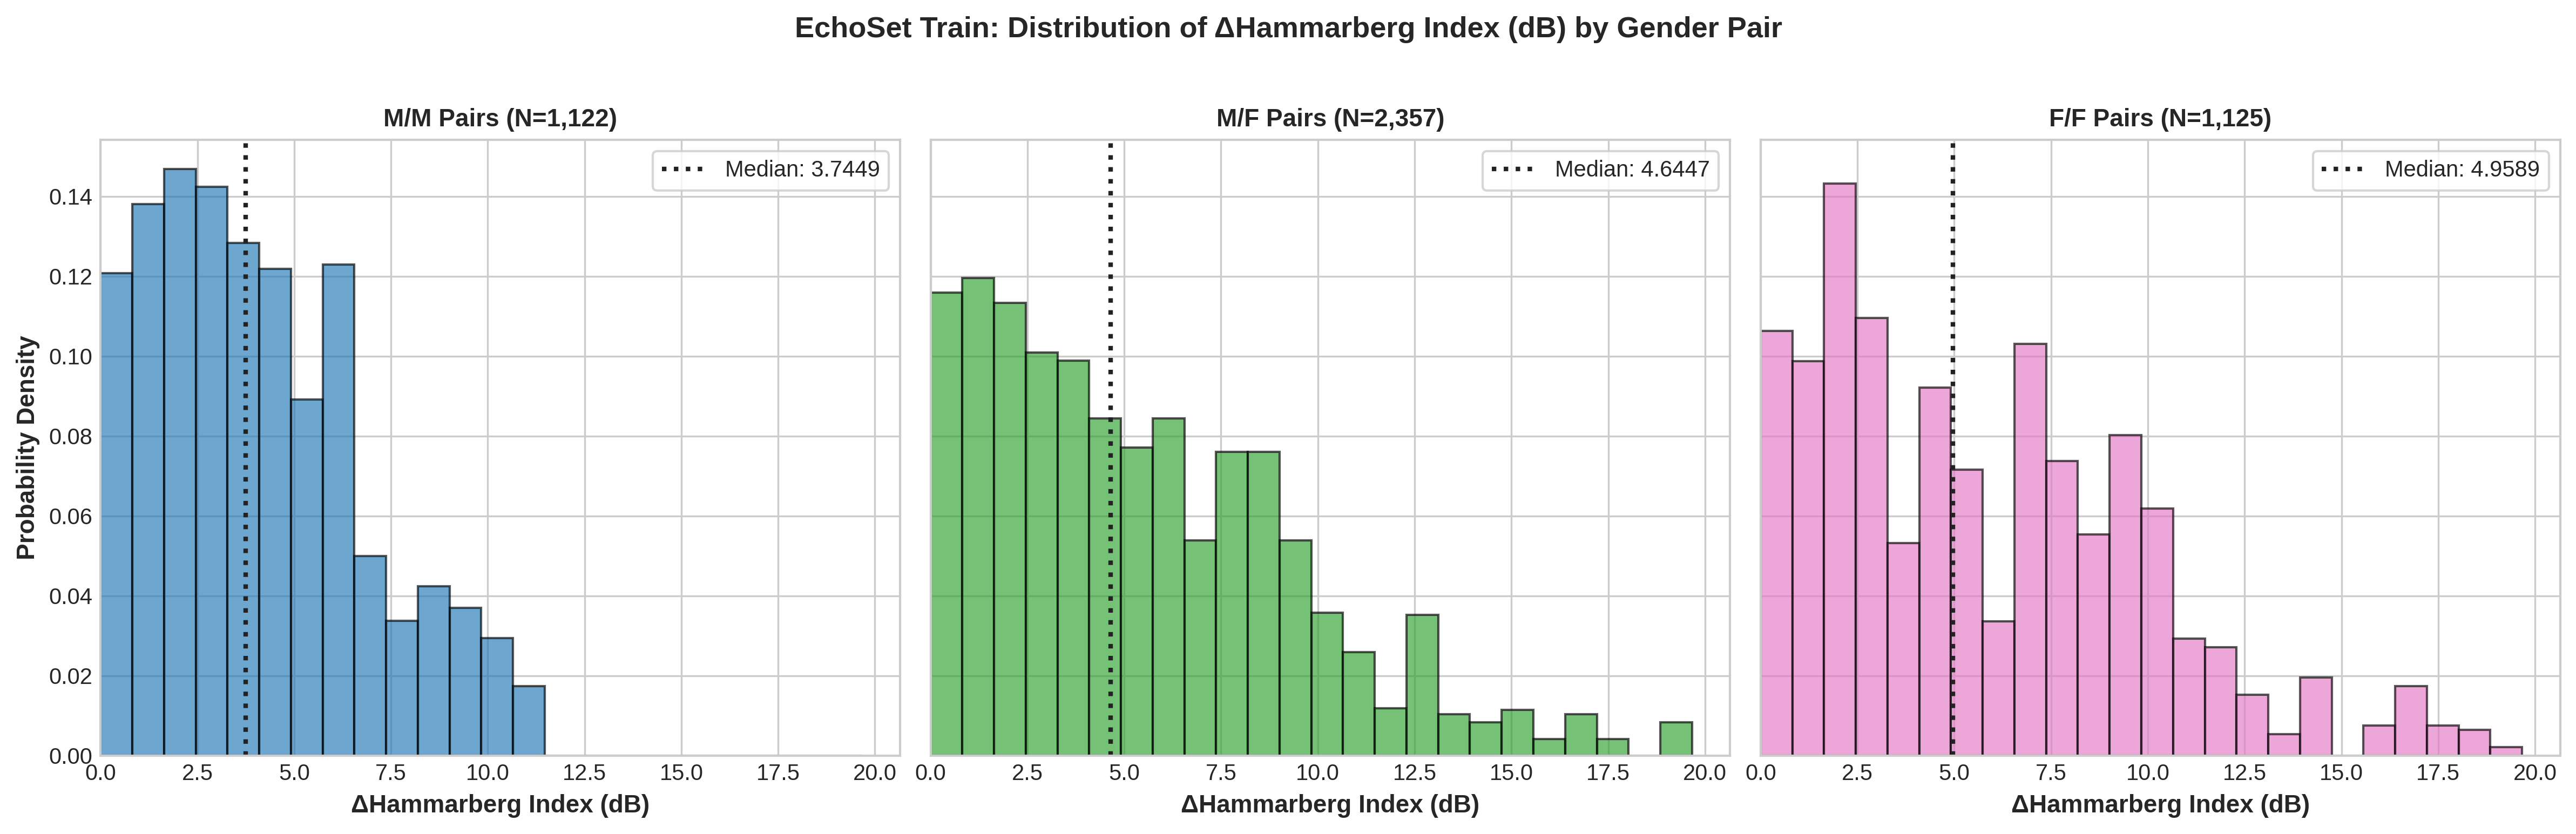 EchoSet Train: Distribution of ΔHammarberg Index (dB) by Gender Pair
M/M Pairs (N=1,122)
Median: 3.7449
Probability Density
0.14
0.12
0.10
0.08
0.06
0.04
0.02
0.00
0.0 2.5 5.0 7.5 10.0 12.5 15.0 17.5 20.0
ΔHammarberg Index (dB)
M/F Pairs (N=2,357)
Median: 4.6447
0.0 2.5 5.0 7.5 10.0 12.5 15.0 17.5 20.0
ΔHammarberg Index (dB)
F/F Pairs (N=1,125)
Median: 4.9589
0.0 2.5 5.0 7.5 10.0 12.5 15.0 17.5 20.0
ΔHammarberg Index (dB)